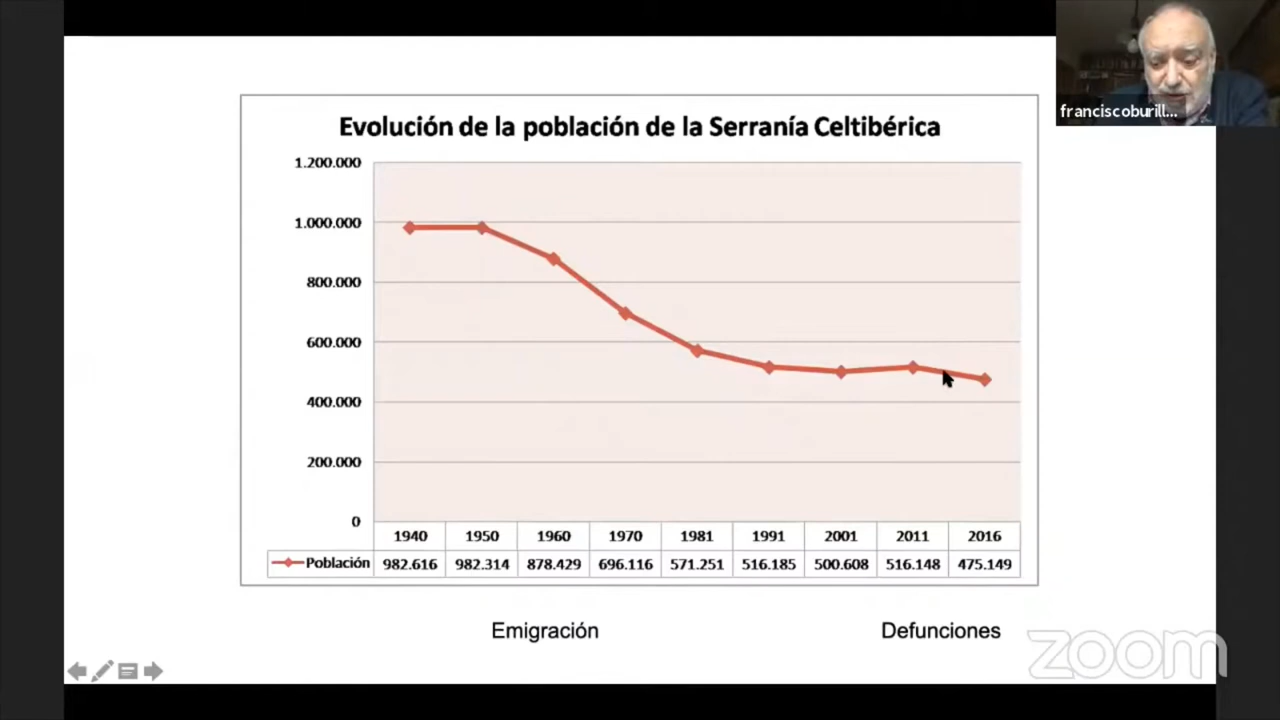 franciscoburill...
Evolución de la población de la Serranía Celtibérica
1.200.000
1.000.000
800.000
600.000
400.000
200.000
0
1940 1950 1960 1970 1981 1991 2001 2011 2016
Población 982.616 982.314 878.429 696.116 571.251 516.185 500.608 516.148 475.149
Emigración Defunciones
zoom